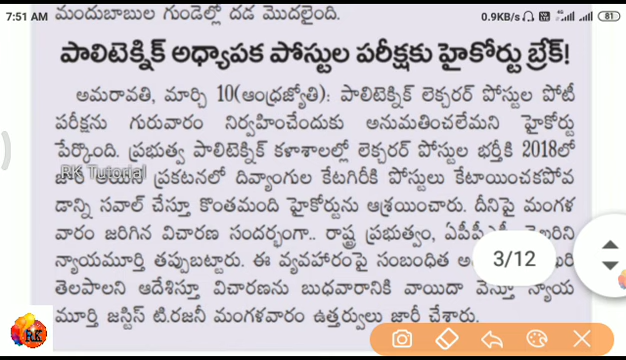 7:51 AM 0.9KB/s 81
మందుబాబుల గుండెల్లో దడ మొదలైంది.
పాలిటెక్నిక్ అధ్యాపక పోస్టుల పరీక్షకు హైకోర్టు బ్రేక్!
అమరావతి, మార్చి 10(ఆంధ్రజ్యోతి): పాలిటెక్నిక్ లెక్చరర్ పోస్టుల పోటీ
పరీక్షను గురువారం నిర్వహించేందుకు అనుమతించలేమని హైకోర్టు
పేర్కొంది. ప్రభుత్వ పాలిటెక్నిక్ కళాశాలల్లో లెక్చరర్ పోస్టుల భర్తీకి 2018లో
జారీ అయిన ప్రకటనలో దివ్యాంగుల కేటగిరీకి పోస్టులు కేటాయించకపోవ
RK Tutorial
డాన్ని సవాల్ చేస్తూ కొంతమంది హైకోర్టును ఆశ్రయించారు. దీనిపై మంగళ
వారం జరిగిన విచారణ సందర్భంగా.. రాష్ట్ర ప్రభుత్వం,
న్యాయమూర్తి తప్పుబట్టారు. ఈ వ్యవహారంపై సంబంధిత
3/12
తెలపాలని ఆదేశిస్తూ విచారణను బుధవారానికి వాయిదా వేస్తూ న్యాయ
మూర్తి జస్టిస్ టి.రజనీ మంగళవారం ఉత్తర్వులు జారీ చేశారు.
RK